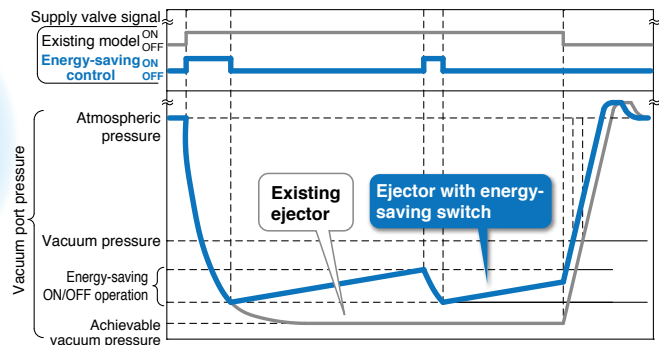 Supply valve signal
Existing model ON
OFF
Energy-saving ON
control OFF
Atmospheric
pressure
Existing
ejector
Ejector with energy-
saving switch
Vacuum port pressure
Vacuum pressure
Energy-saving
ON/OFF operation
Achievable
vacuum pressure